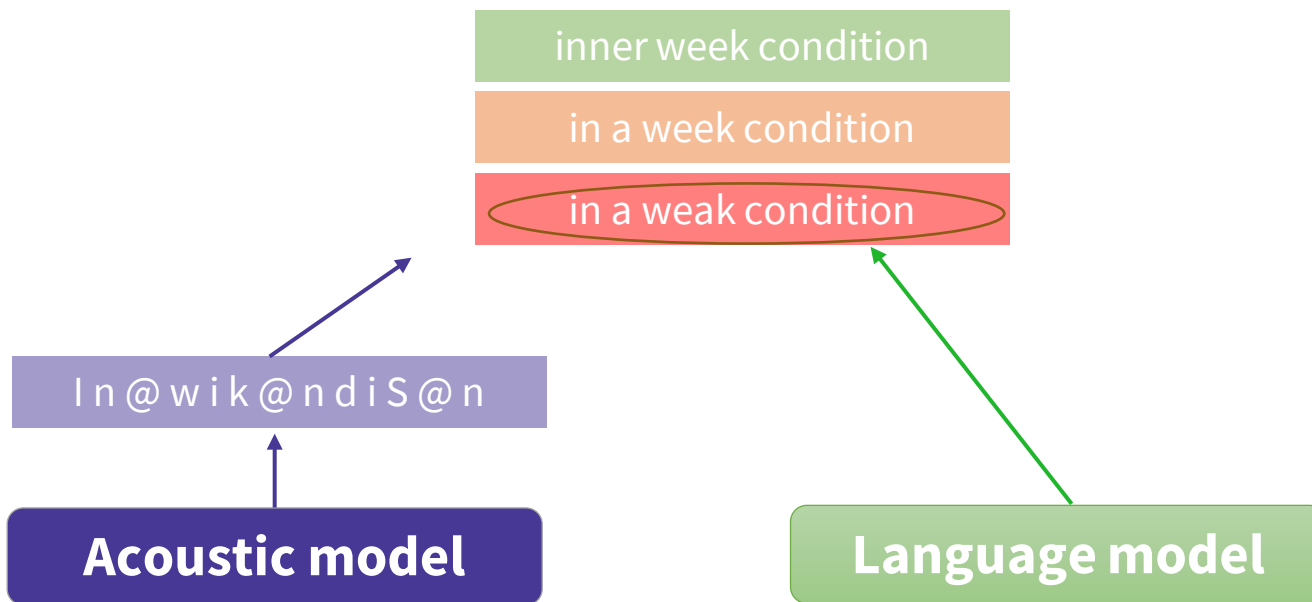 inner week condition
in a week condition
in a weak condition
I n @ w i k @ n d i S @ n
Acoustic model
Language model